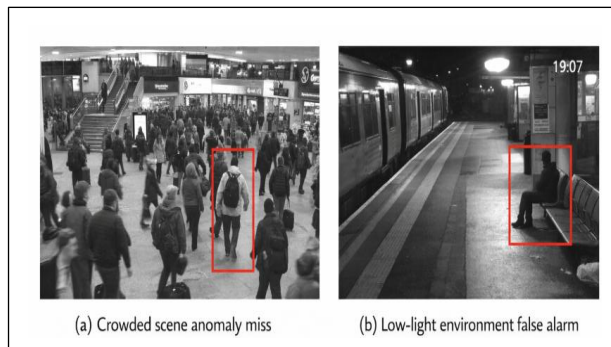 19:07
(a) Crowded scene anomaly miss
(b) Low-light environment false alarm